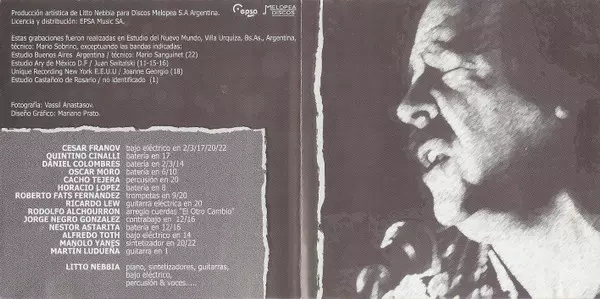 Producción artística de Litto Nebbia para Discos Melopea S.A Argentina.
Licencia y distribución: EPSA Music SA.
epsa
MELOPEA
DISCOS
Estas grabaciones fueron realizadas en Estudio del Nuevo Mundo, Villa Urquiza, Bs.As., Argentina,
técnico: Mario Sobrino, exceptuando las bandas indicadas:
Estudio Buenos Aires Argentina / técnico: Mario Sanguinet (22)
Estudio Ary de México D.F / Juan Switalski (11-15-16)
Unique Recording New York E.E.U.U / Joanne Georgio (18)
Estudio Castañolo de Rosario / no identificado (1)
Fotografía: Vassil Anastasov.
Diseño Gráfico: Mariano Prato.
CESAR FRANOV bajo eléctrico en 2/3/17/20/22
QUINTINO CINALLI batería en 17
DANIEL COLOMBRES batería en 2/3/14
OSCAR MORO batería en 6/10
CACHO TEJERA percusión en 20
HORACIO LOPEZ batería en 8
ROBERTO FATS FERNÁNDEZ trompetas en 9/20
RICARDO LEW guitarra eléctrica en 20
RODOLFO ALCHOURRON arreglo cuerdas "El Otro Cambio"
JORGE NEGRO GONZALEZ contrabajo en 12/16
NESTOR ASTARITA batería en 12/16
ALFREDO TOTH bajo eléctrico en 14
MANOLO YANES sintetizador en 20/22
MARTÍN LUDUEÑA guitarra en 1
LITTO NEBBIA piano, sintetizadores, guitarras,
bajo eléctrico,
percusión & voces.....